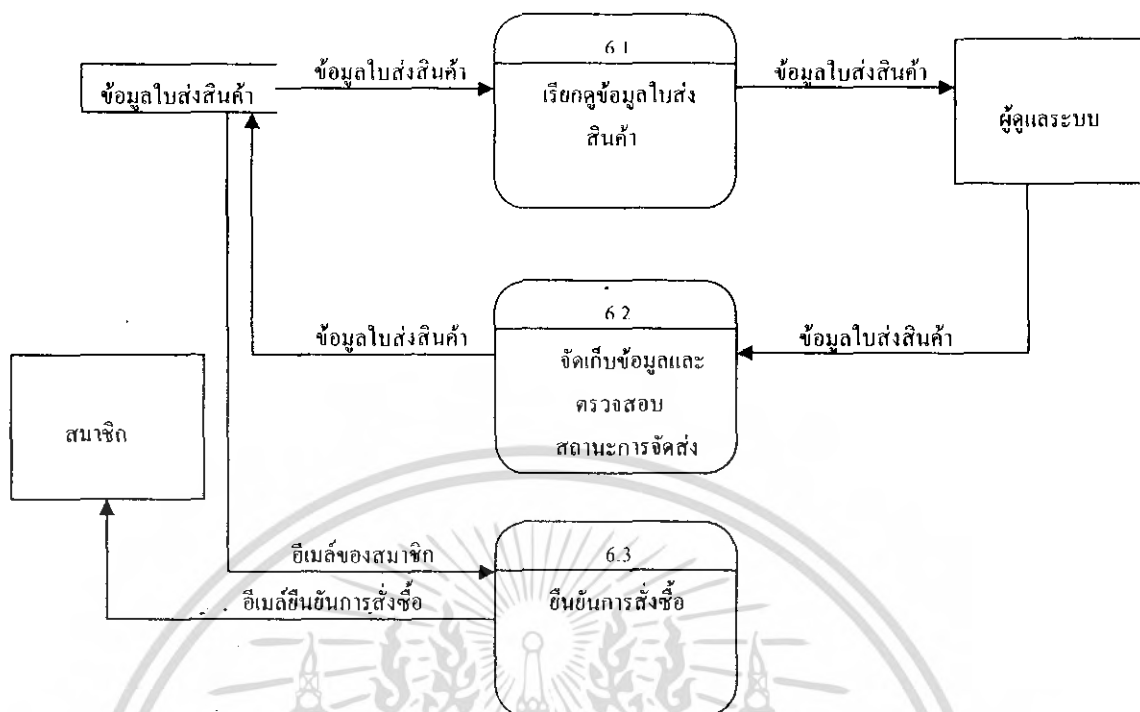 6.1
ข้อมูลใบส่งสินค้า
ข้อมูลใบส่งสินค้า
ข้อมูลใบส่งสินค้า
เรียกดูข้อมูลใบส่ง
สินค้า
ผู้ดูแลระบบ
6.2
ข้อมูลใบส่งสินค้า
ข้อมูลใบส่งสินค้า
จัดเก็บข้อมูลและ
ตรวจสอบ
สถานะการจัดส่ง
สมาชิก
6.3
อีเมล์ของสมาชิก
อีเมล์ยืนยันการสั่งซื้อ
ยืนยันการสั่งซื้อ